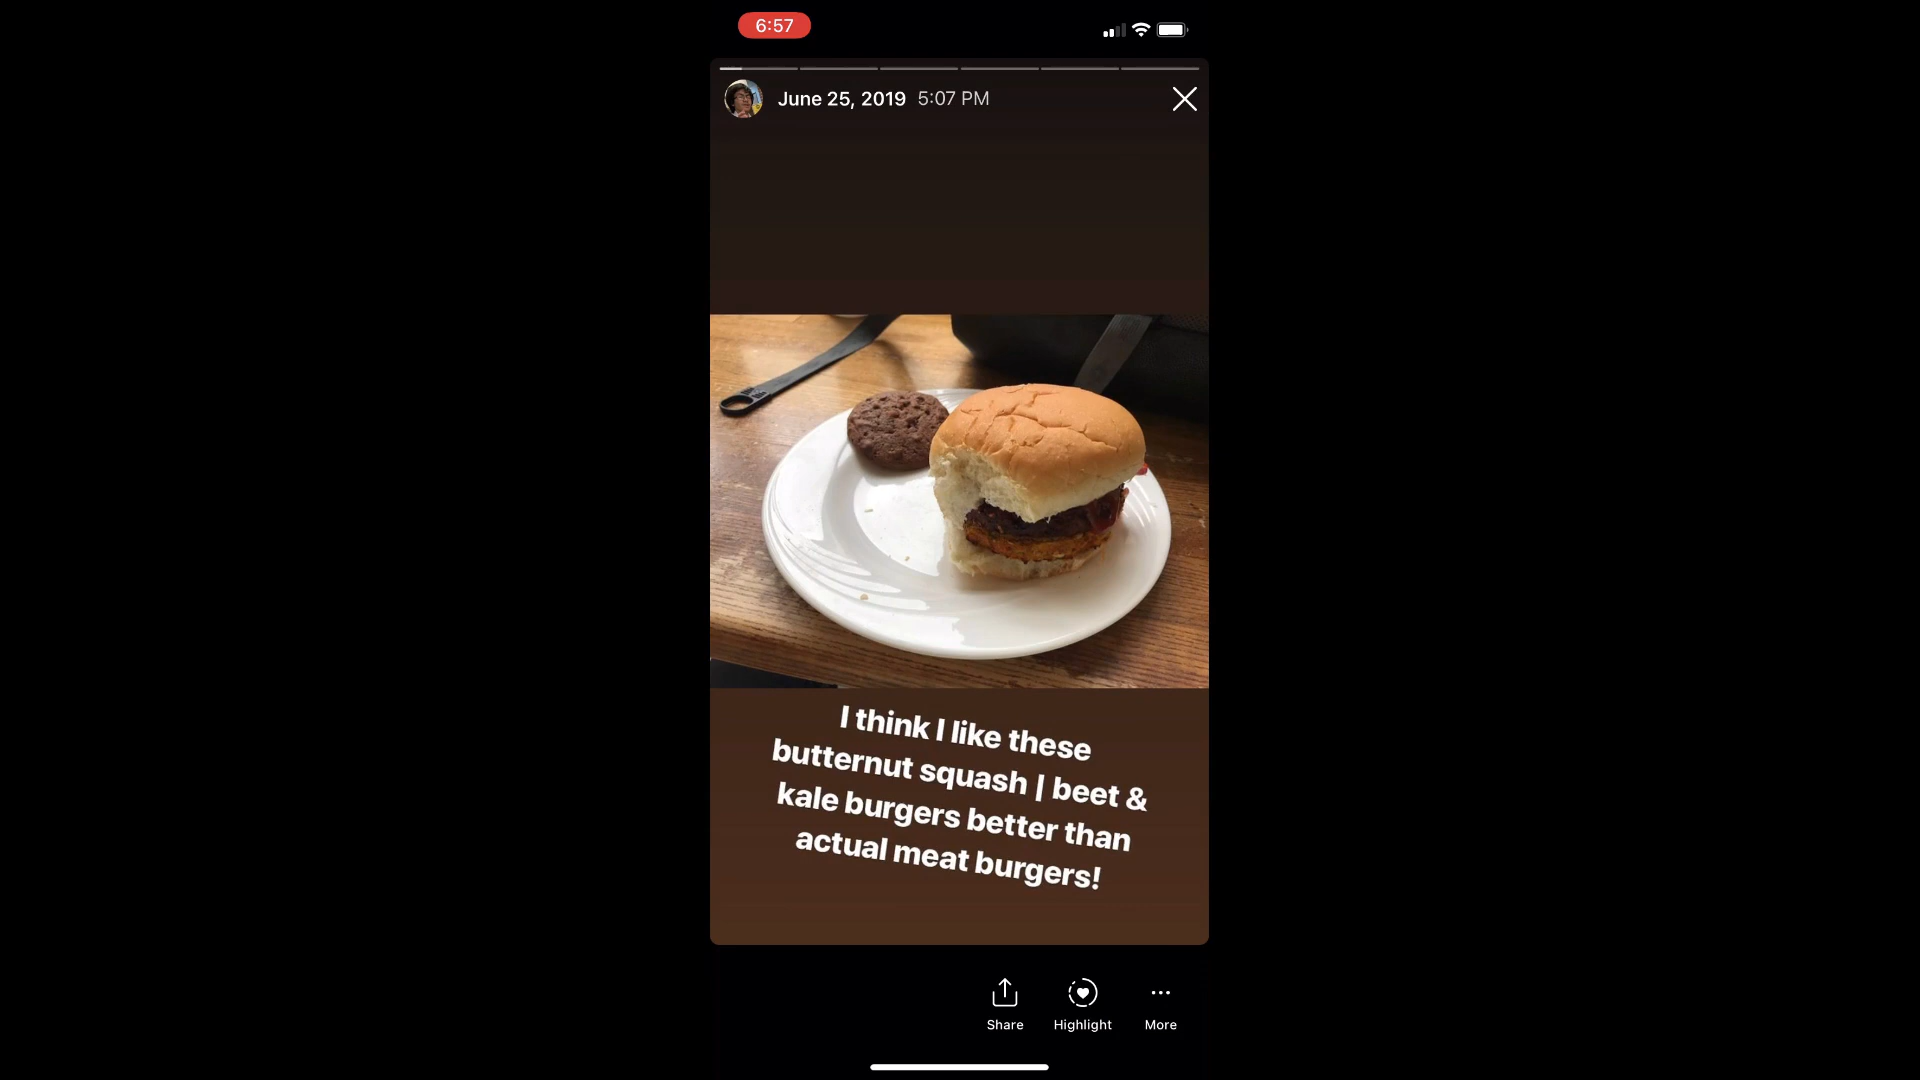 6:57
June 25, 2019 5:07 PM
I think I like these
butternut squash | beet &
kale burgers better than
actual meat burgers!
Share Highlight More